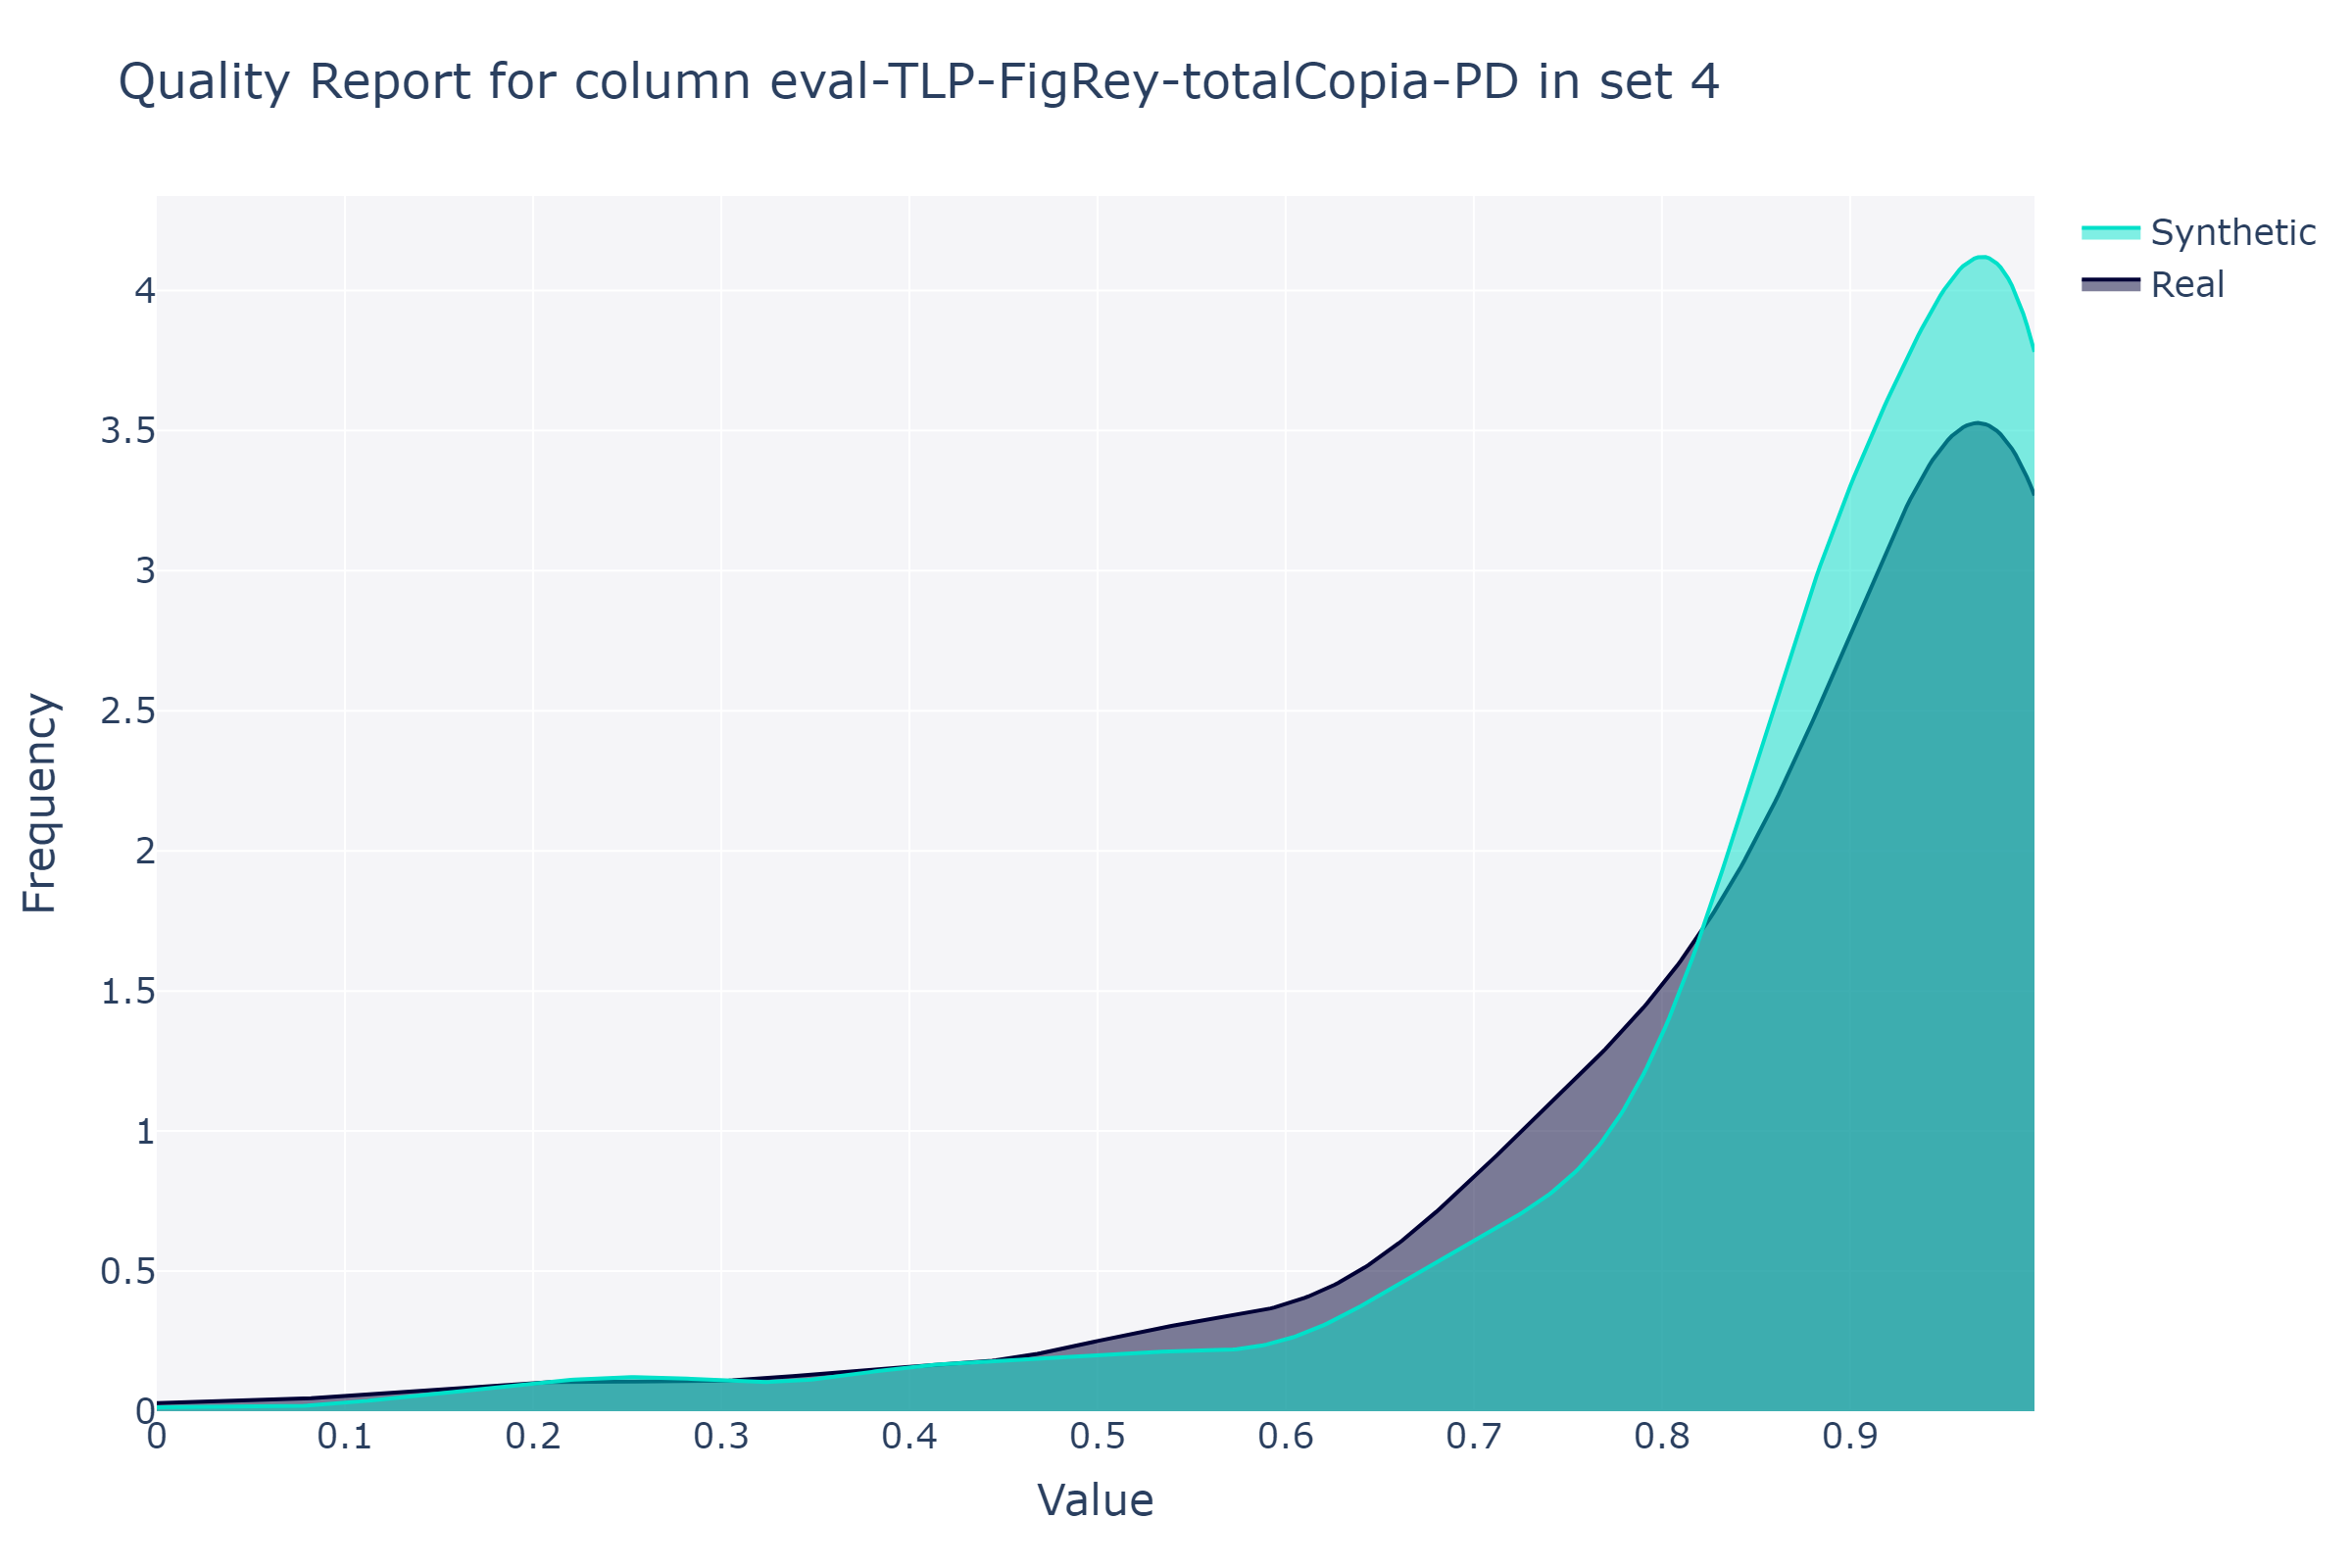 Quality Report for column eval-TLP-FigRey-totalCopia-PD in set 4
Synthetic
Real
Frequency
4
3.5
3
2.5
2
1.5
1
0.5
0
0 0.1 0.2 0.3 0.4 0.5 0.6 0.7 0.8 0.9
Value